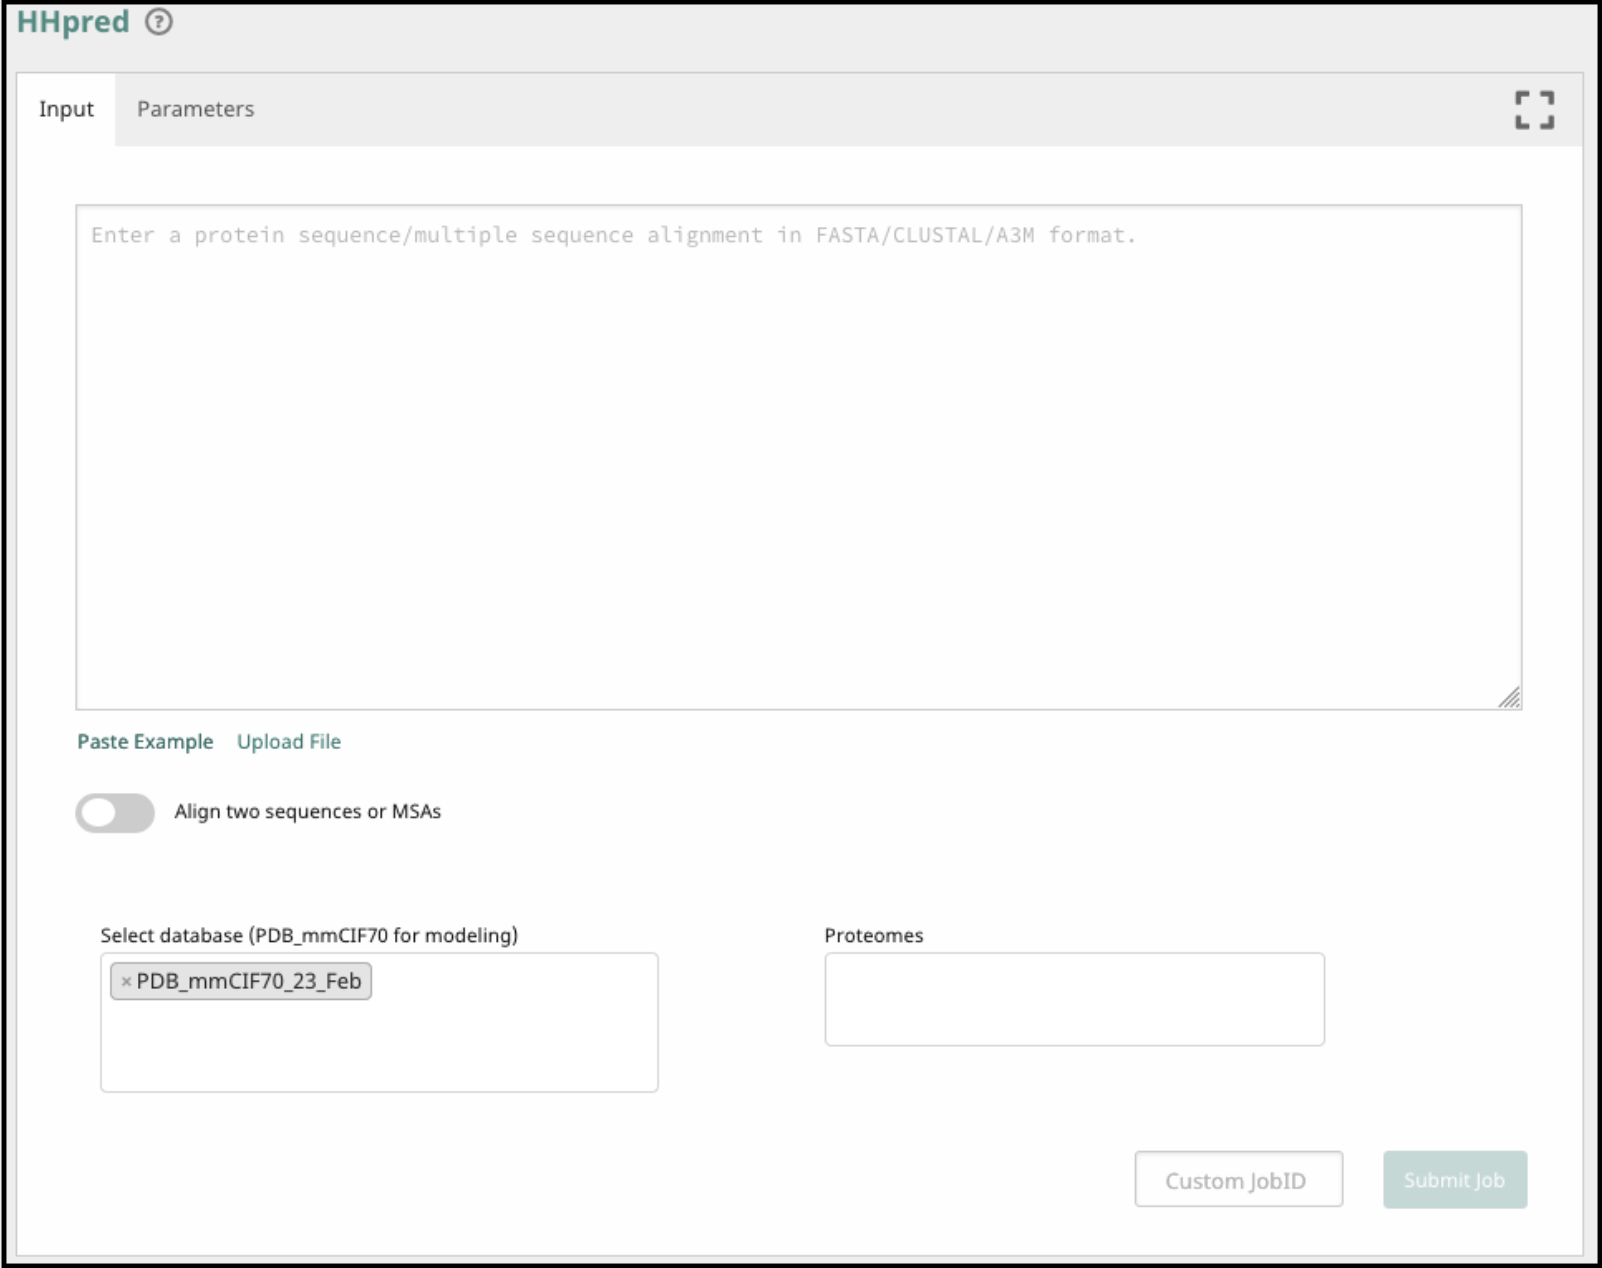 HHpred ?
Input Parameters
Enter a protein sequence/multiple sequence alignment in FASTA/CLUSTAL/A3M format.
Paste Example Upload File
Align two sequences or MSAs
Select database (PDB_mmCIF70 for modeling) Proteomes
× PDB_mmCIF70_23_Feb
Custom JobID Submit Job